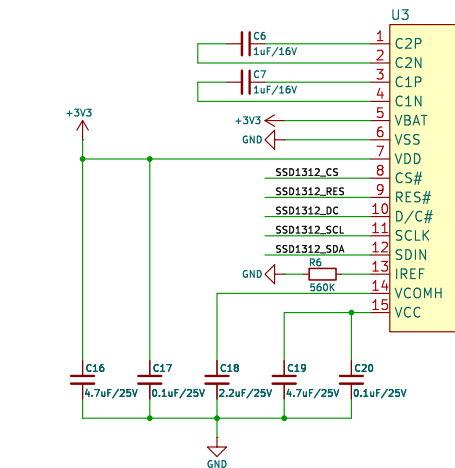 U3
C6
1uF/16V
1 C2P
2 C2N
C7
1uF/16V
3 C1P
4 C1N
+3V3
+3V3
5 VBAT
GND
6 VSS
7 VDD
SSD1312_CS
8 CS#
SSD1312_RES
9 RES#
SSD1312_DC
10 D/C#
SSD1312_SCL
11 SCLK
SSD1312_SDA
12 SDIN
GND
R6
560K
13 IREF
14 VCOMH
15 VCC
C16
4.7uF/25V
C17
0.1uF/25V
C18
2.2uF/25V
C19
4.7uF/25V
C20
0.1uF/25V
GND